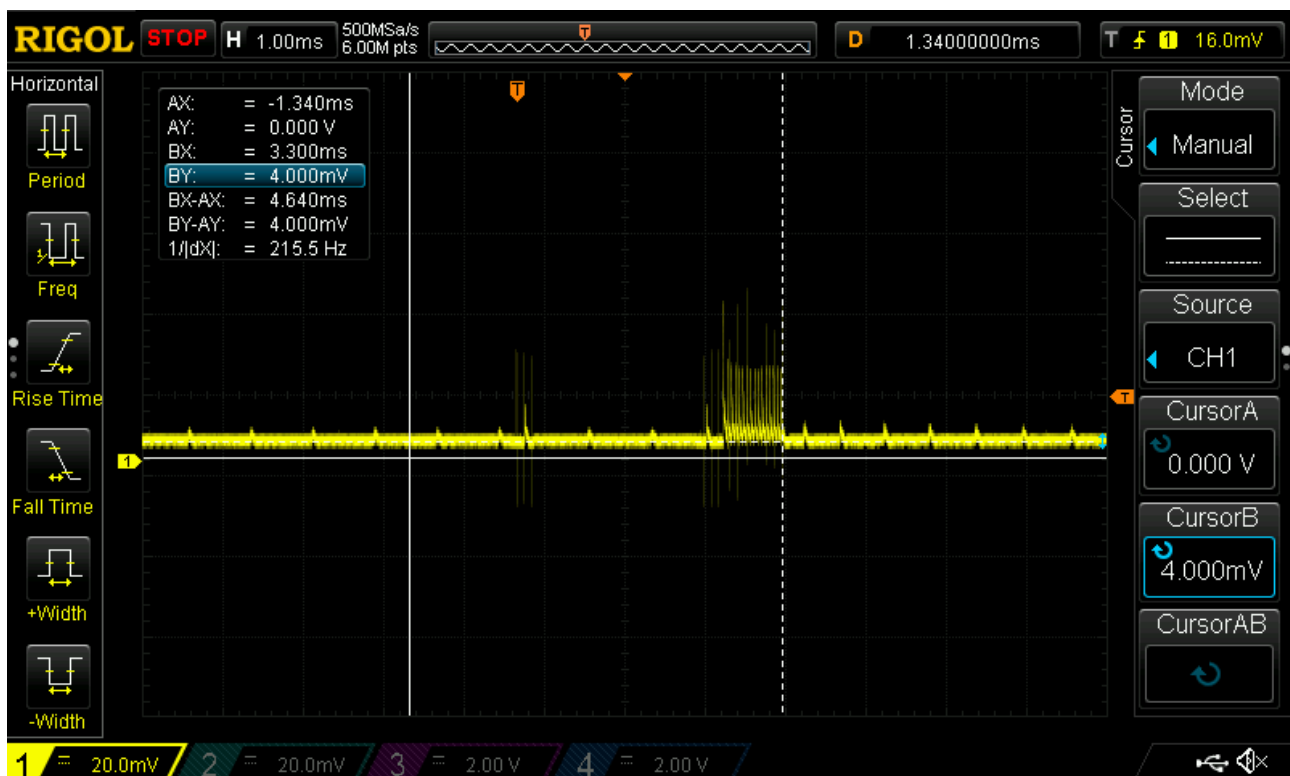 RIGOL STOP H 1.00ms 500MSa/s 6.00M pts T D 1.34000000ms T 1 16.0mV
Horizontal
Period
Freq
Rise Time
Fall Time
+Width
-Width
T
AX: = -1.340ms
AY: = 0.000 V
BX: = 3.300ms
BY: = 4.000mV
BX-AX: = 4.640ms
BY-AY: = 4.000mV
1/|dX|: = 215.5 Hz
1
T
Cursor
Mode
Manual
Select
Source
CH1
CursorA
0.000 V
CursorB
4.000mV
CursorAB
1 20.0mV 2 20.0mV 3 2.00 V 4 2.00 V